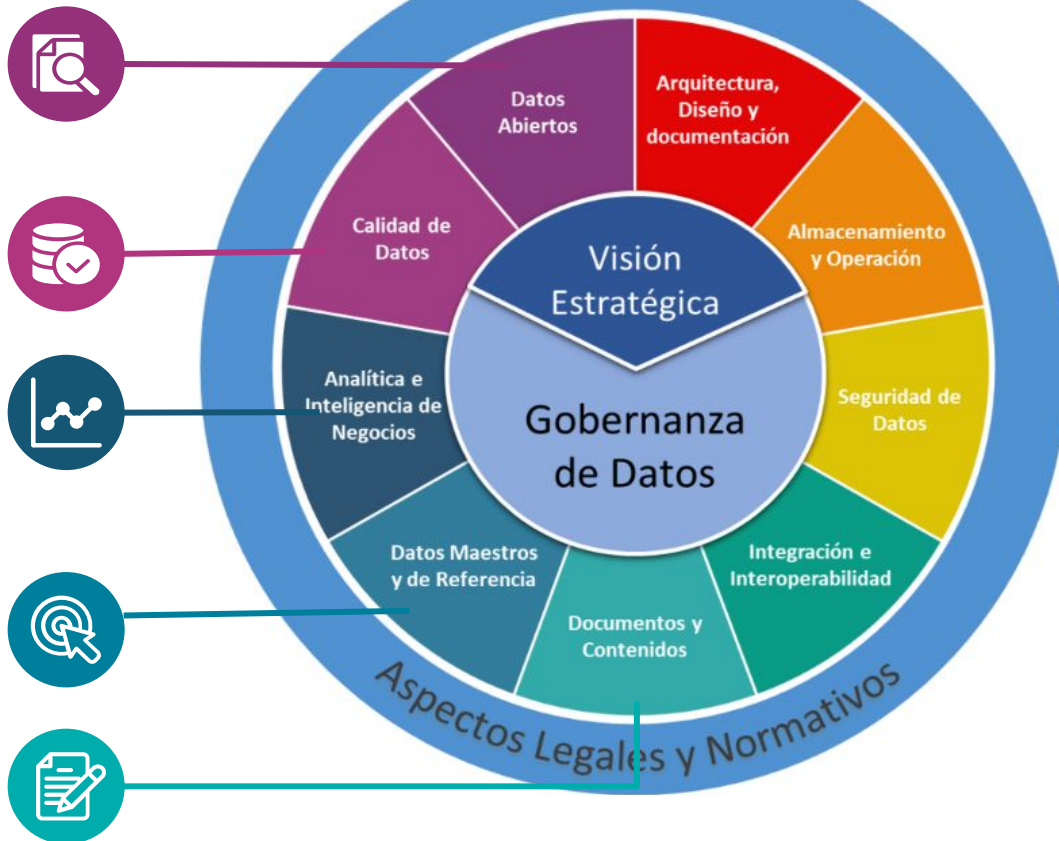 Datos
Abiertos
Arquitectura,
Diseño y
documentación
Calidad de
Datos
Almacenamiento
y Operación
Visión
Estratégica
Analítica e
Inteligencia de
Negocios
Seguridad de
Datos
Gobernanza
de Datos
Datos Maestros
y de Referencia
Integración e
Interoperabilidad
Documentos y
Contenidos
Aspectos Legales y Normativos